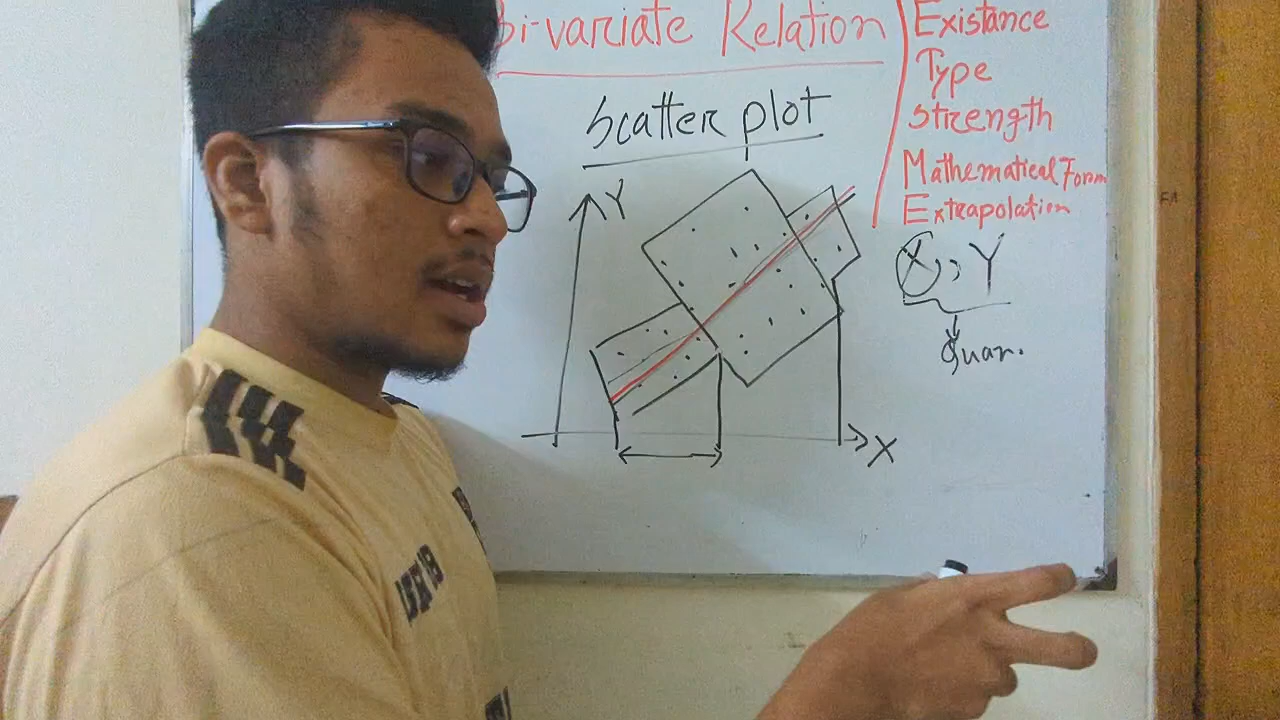 Bi-variate Relation
Existance
Type
Strength
Mathematical Form
Extrapolation
Scatter plot
Y
X
X, Y
Quan.